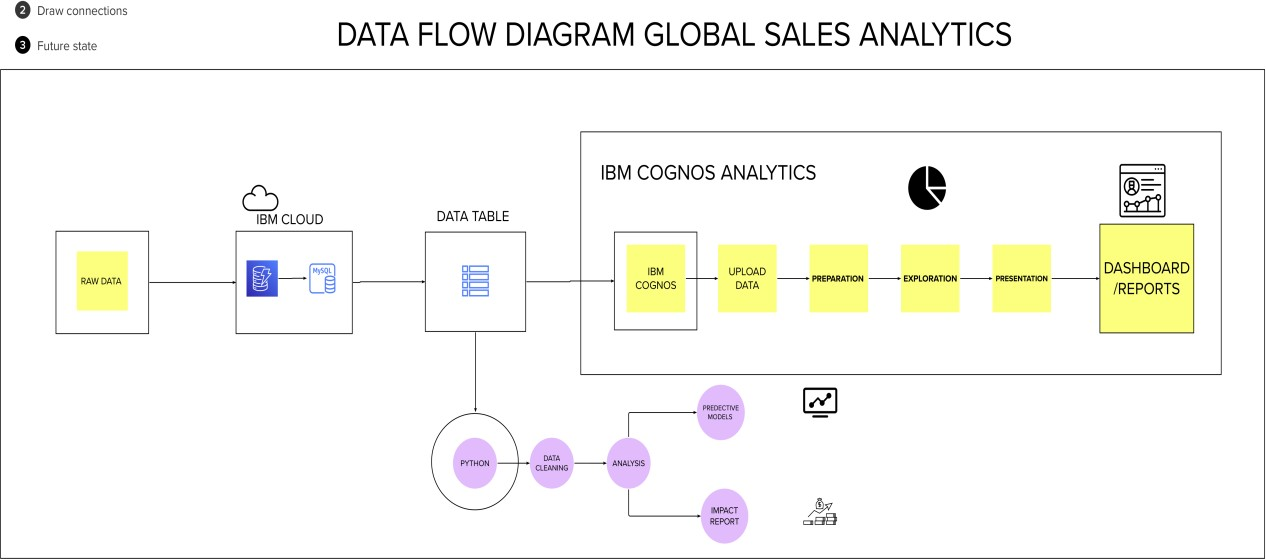 2 Draw connections
3 Future state
DATA FLOW DIAGRAM GLOBAL SALES ANALYTICS
IBM COGNOS ANALYTICS
IBM CLOUD
DATA TABLE
RAW DATA
MySQL
IBM
COGNOS
UPLOAD
DATA
PREPARATION
EXPLORATION
PRESENTATION
DASHBOARD
/REPORTS
PREDECTIVE
MODELS
PYTHON
DATA
CLEANING
ANALYSIS
IMPACT
REPORT